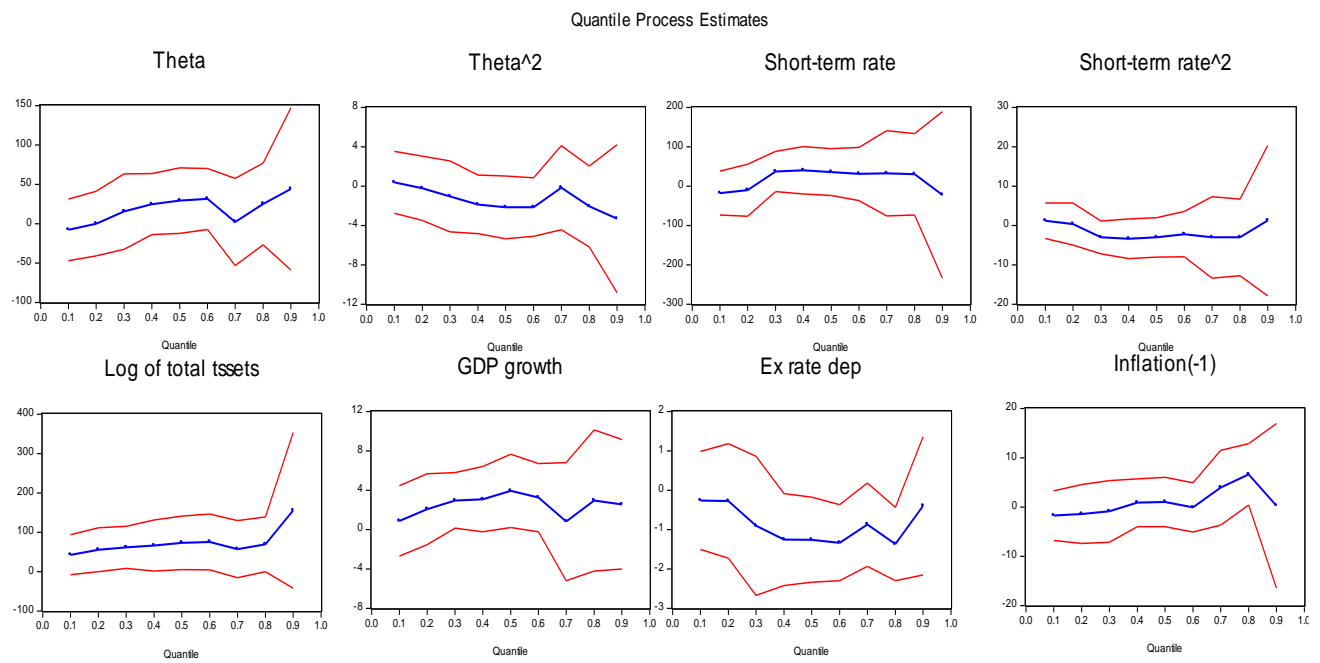 Quantile Process Estimates
Theta
Theta^2
Short-term rate
Short-term rate^2
150
100
50
0
-50
-100
0.0 0.1 0.2 0.3 0.4 0.5 0.6 0.7 0.8 0.9 1.0
Quantile
8
4
0
-4
-8
-12
0.0 0.1 0.2 0.3 0.4 0.5 0.6 0.7 0.8 0.9 1.0
Quantile
200
100
0
-100
-200
-300
0.0 0.1 0.2 0.3 0.4 0.5 0.6 0.7 0.8 0.9 1.0
Quantile
30
20
10
0
-10
-20
0.0 0.1 0.2 0.3 0.4 0.5 0.6 0.7 0.8 0.9 1.0
Quantile
Log of total tssets
GDP growth
Ex rate dep
Inflation(-1)
400
300
200
100
0
-100
0.0 0.1 0.2 0.3 0.4 0.5 0.6 0.7 0.8 0.9 1.0
Quantile
12
8
4
0
-4
-8
0.0 0.1 0.2 0.3 0.4 0.5 0.6 0.7 0.8 0.9 1.0
Quantile
2
1
0
-1
-2
-3
0.0 0.1 0.2 0.3 0.4 0.5 0.6 0.7 0.8 0.9 1.0
Quantile
20
10
0
-10
-20
0.0 0.1 0.2 0.3 0.4 0.5 0.6 0.7 0.8 0.9 1.0
Quantile